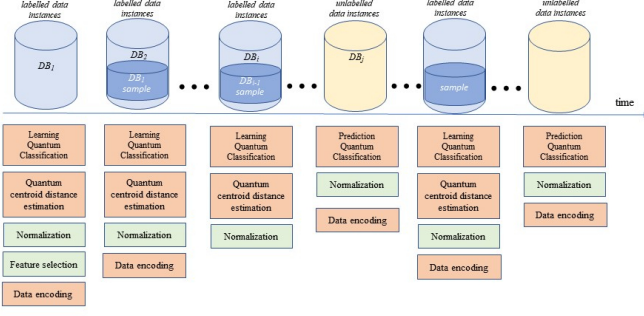 labelled data
instances
labelled data
instances
labelled data
instances
unlabelled
data instances
labelled data
instances
unlabelled
data instances
DB1
DB2
DB1
sample
DBi
DBi-1
sample
DBj
sample
time
Learning
Quantum
Classification
Quantum
centroid distance
estimation
Normalization
Feature selection
Data encoding
Learning
Quantum
Classification
Quantum
centroid distance
estimation
Normalization
Data encoding
Learning
Quantum
Classification
Quantum
centroid distance
estimation
Normalization
Prediction
Quantum
Classification
Normalization
Data encoding
Learning
Quantum
Classification
Quantum
centroid distance
estimation
Normalization
Data encoding
Prediction
Quantum
Classification
Normalization
Data encoding